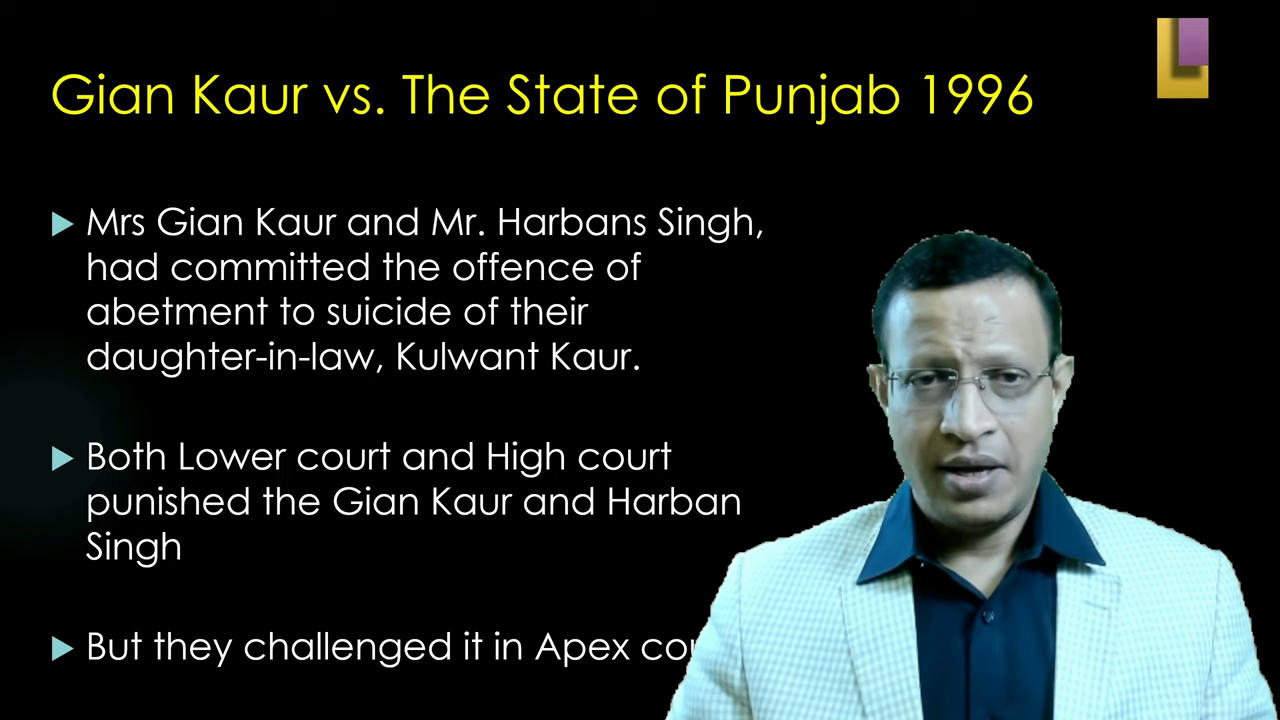 Gian Kaur vs. The State of Punjab 1996
Mrs Gian Kaur and Mr. Harbans Singh,
had committed the offence of
abetment to suicide of their
daughter-in-law, Kulwant Kaur.
Both Lower court and High court
punished the Gian Kaur and Harban
Singh
But they challenged it in Apex